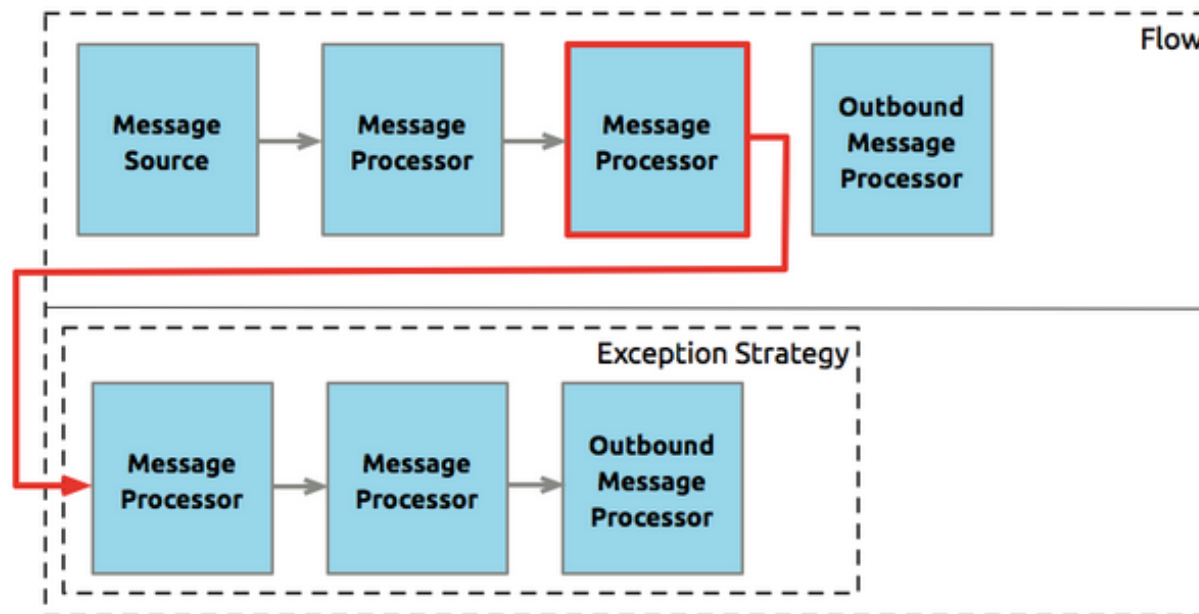 Flow
Message
Source
Message
Processor
Message
Processor
Outbound
Message
Processor
Exception Strategy
Message
Processor
Message
Processor
Outbound
Message
Processor